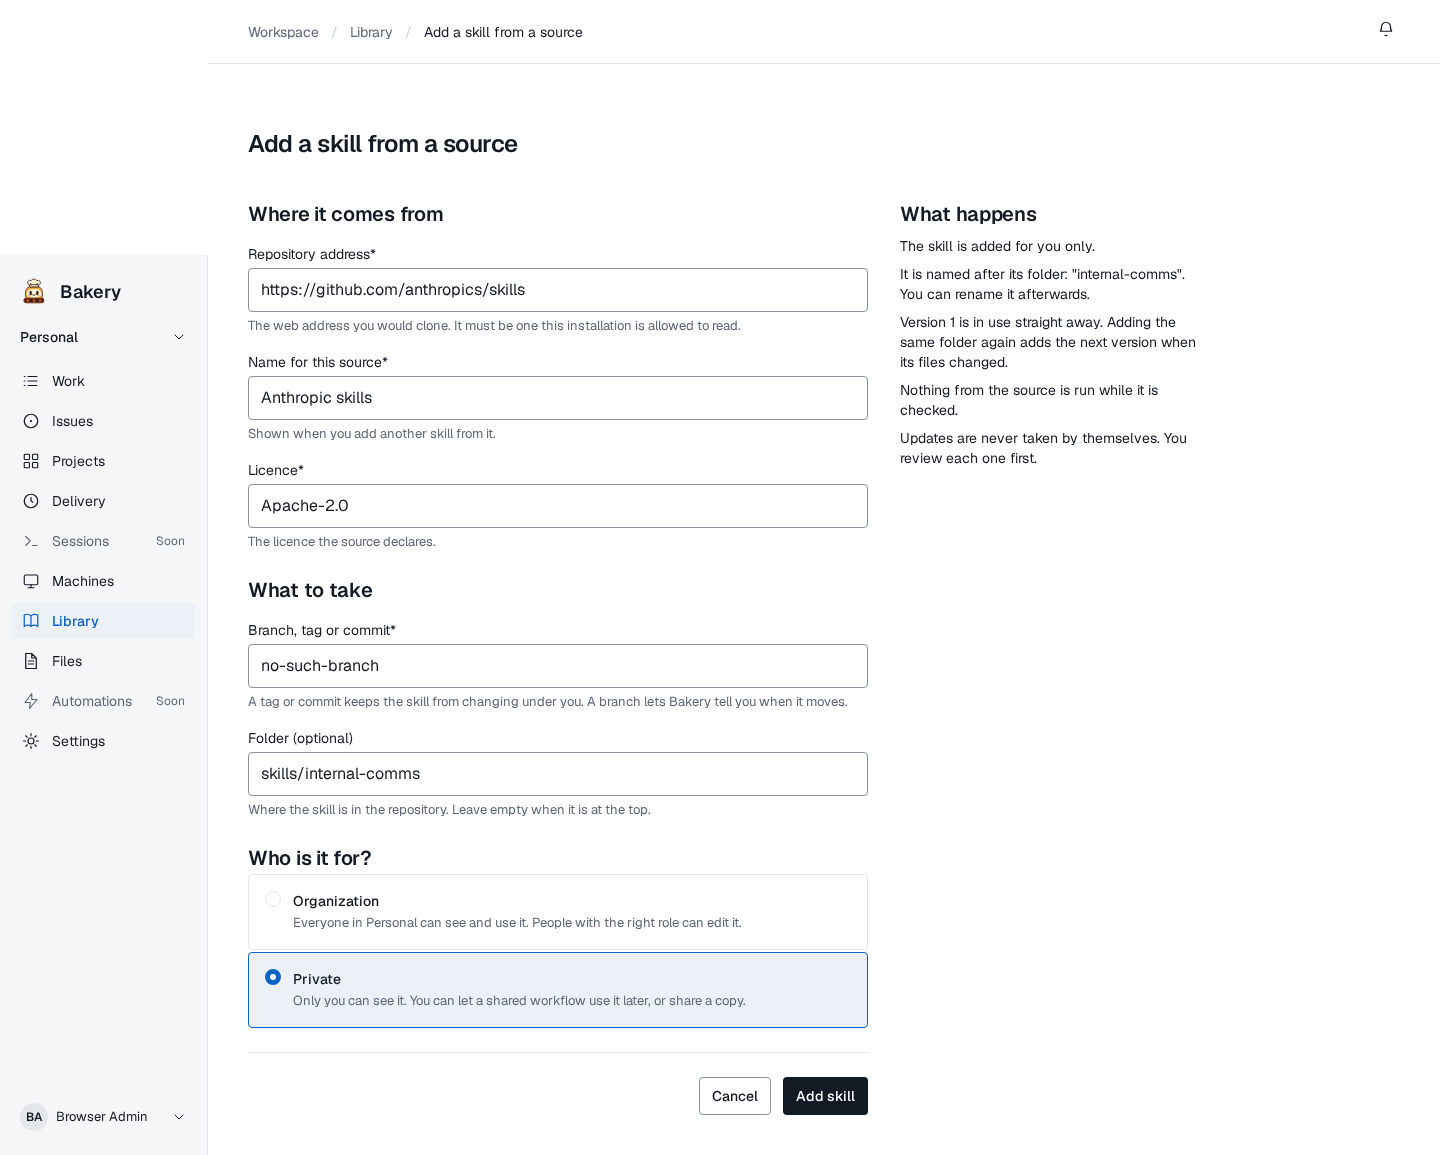 Workspace / Library / Add a skill from a source
Bakery
Personal
Work
Issues
Projects
Delivery
Sessions Soon
Machines
Library
Files
Automations Soon
Settings
BA Browser Admin
Add a skill from a source
Where it comes from
Repository address*
https://github.com/anthropics/skills
The web address you would clone. It must be one this installation is allowed to read.
Name for this source*
Anthropic skills
Shown when you add another skill from it.
Licence*
Apache-2.0
The licence the source declares.
What to take
Branch, tag or commit*
no-such-branch
A tag or commit keeps the skill from changing under you. A branch lets Bakery tell you when it moves.
Folder (optional)
skills/internal-comms
Where the skill is in the repository. Leave empty when it is at the top.
Who is it for?
Organization
Everyone in Personal can see and use it. People with the right role can edit it.
Private
Only you can see it. You can let a shared workflow use it later, or share a copy.
Cancel Add skill
What happens
The skill is added for you only.
It is named after its folder: "internal-comms".
You can rename it afterwards.
Version 1 is in use straight away. Adding the
same folder again adds the next version when
its files changed.
Nothing from the source is run while it is
checked.
Updates are never taken by themselves. You
review each one first.